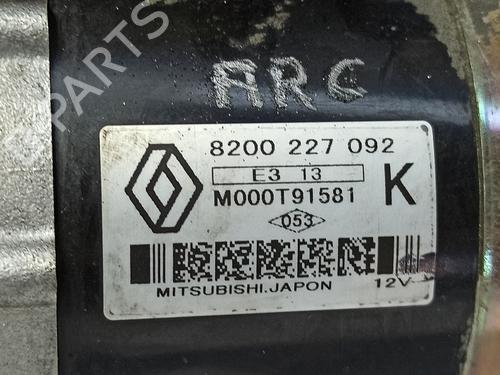 PARTS
ARC
8200 227 092
E3 13
M000T91581 K
053
MITSUBISHI.JAPON 12V